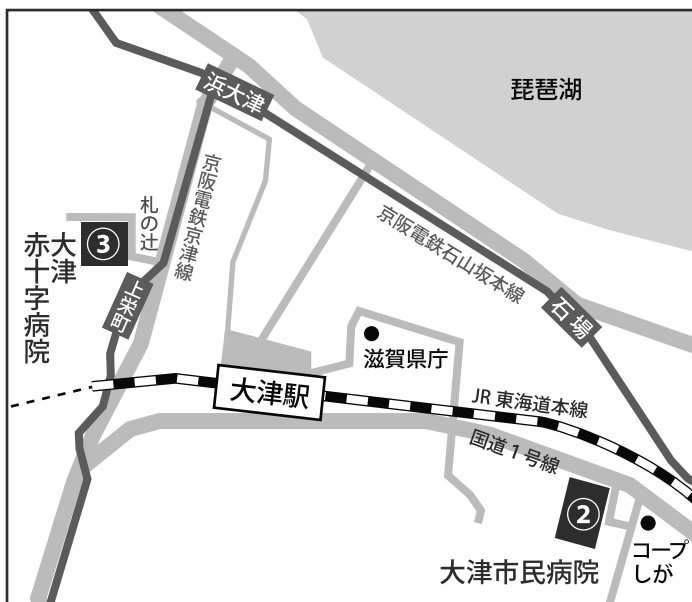 琵琶湖
浜大津
京阪電鉄京津線
札の辻
京阪電鉄石山坂本線
③
大津
赤十字病院
上栄町
石場
滋賀県庁
大津駅
JR東海道本線
国道1号線
②
コープ
しが
大津市民病院